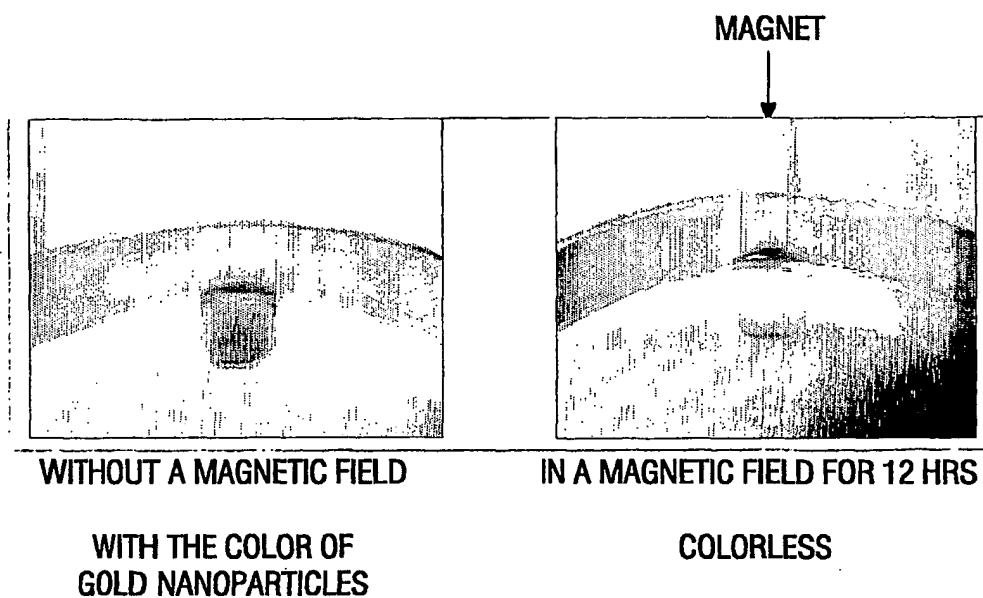 MAGNET
WITHOUT A MAGNETIC FIELD
IN A MAGNETIC FIELD FOR 12 HRS
WITH THE COLOR OF
GOLD NANOPARTICLES
COLORLESS